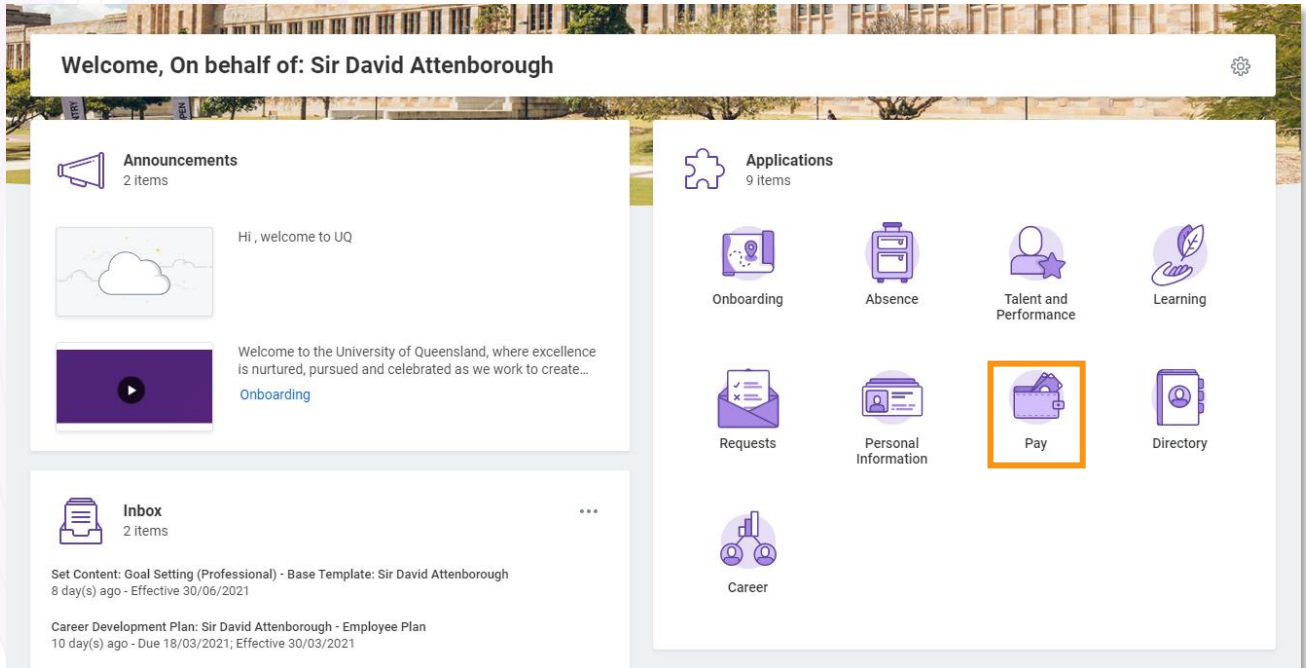 Welcome, On behalf of: Sir David Attenborough
ENTRY
OPEN
Announcements
2 items
Hi , welcome to UQ
Welcome to the University of Queensland, where excellence
is nurtured, pursued and celebrated as we work to create...
Onboarding
Inbox
2 items
Set Content: Goal Setting (Professional) - Base Template: Sir David Attenborough
8 day(s) ago - Effective 30/06/2021
Career Development Plan: Sir David Attenborough - Employee Plan
10 day(s) ago - Due 18/03/2021; Effective 30/03/2021
Applications
9 items
Onboarding
Absence
Talent and
Performance
Learning
Requests
Personal
Information
Pay
Directory
Career